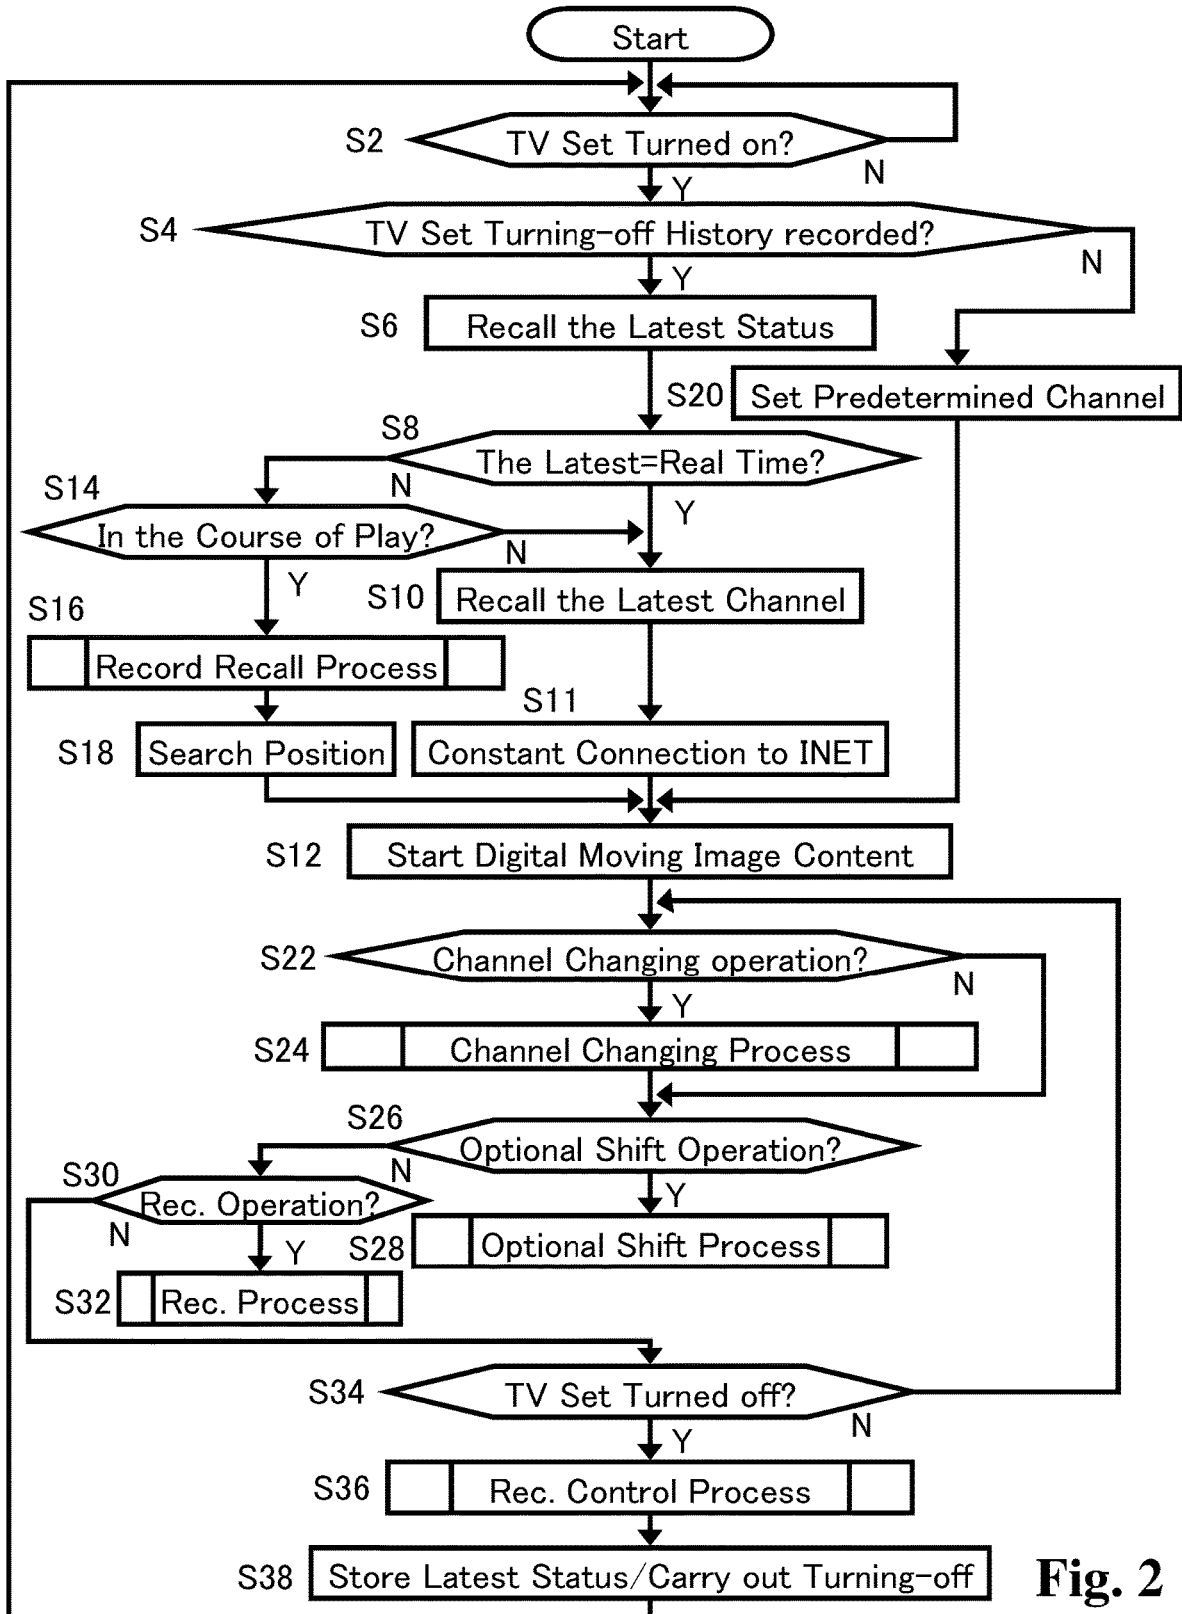 Start
S2
TV Set Turned on?
N
Y
S4
TV Set Turning-off History recorded?
N
Y
S6
Recall the Latest Status
S20
Set Predetermined Channel
S8
The Latest=Real Time?
N
Y
S14
In the Course of Play?
N
Y
S10
Recall the Latest Channel
S16
Record Recall Process
S11
S18
Search Position
Constant Connection to INET
S12
Start Digital Moving Image Content
S22
Channel Changing operation?
N
Y
S24
Channel Changing Process
S26
Optional Shift Operation?
N
Y
S30
Rec. Operation?
N
Y
S28
Optional Shift Process
S32
Rec. Process
S34
TV Set Turned off?
N
Y
S36
Rec. Control Process
S38
Store Latest Status/Carry out Turning-off
Fig. 2